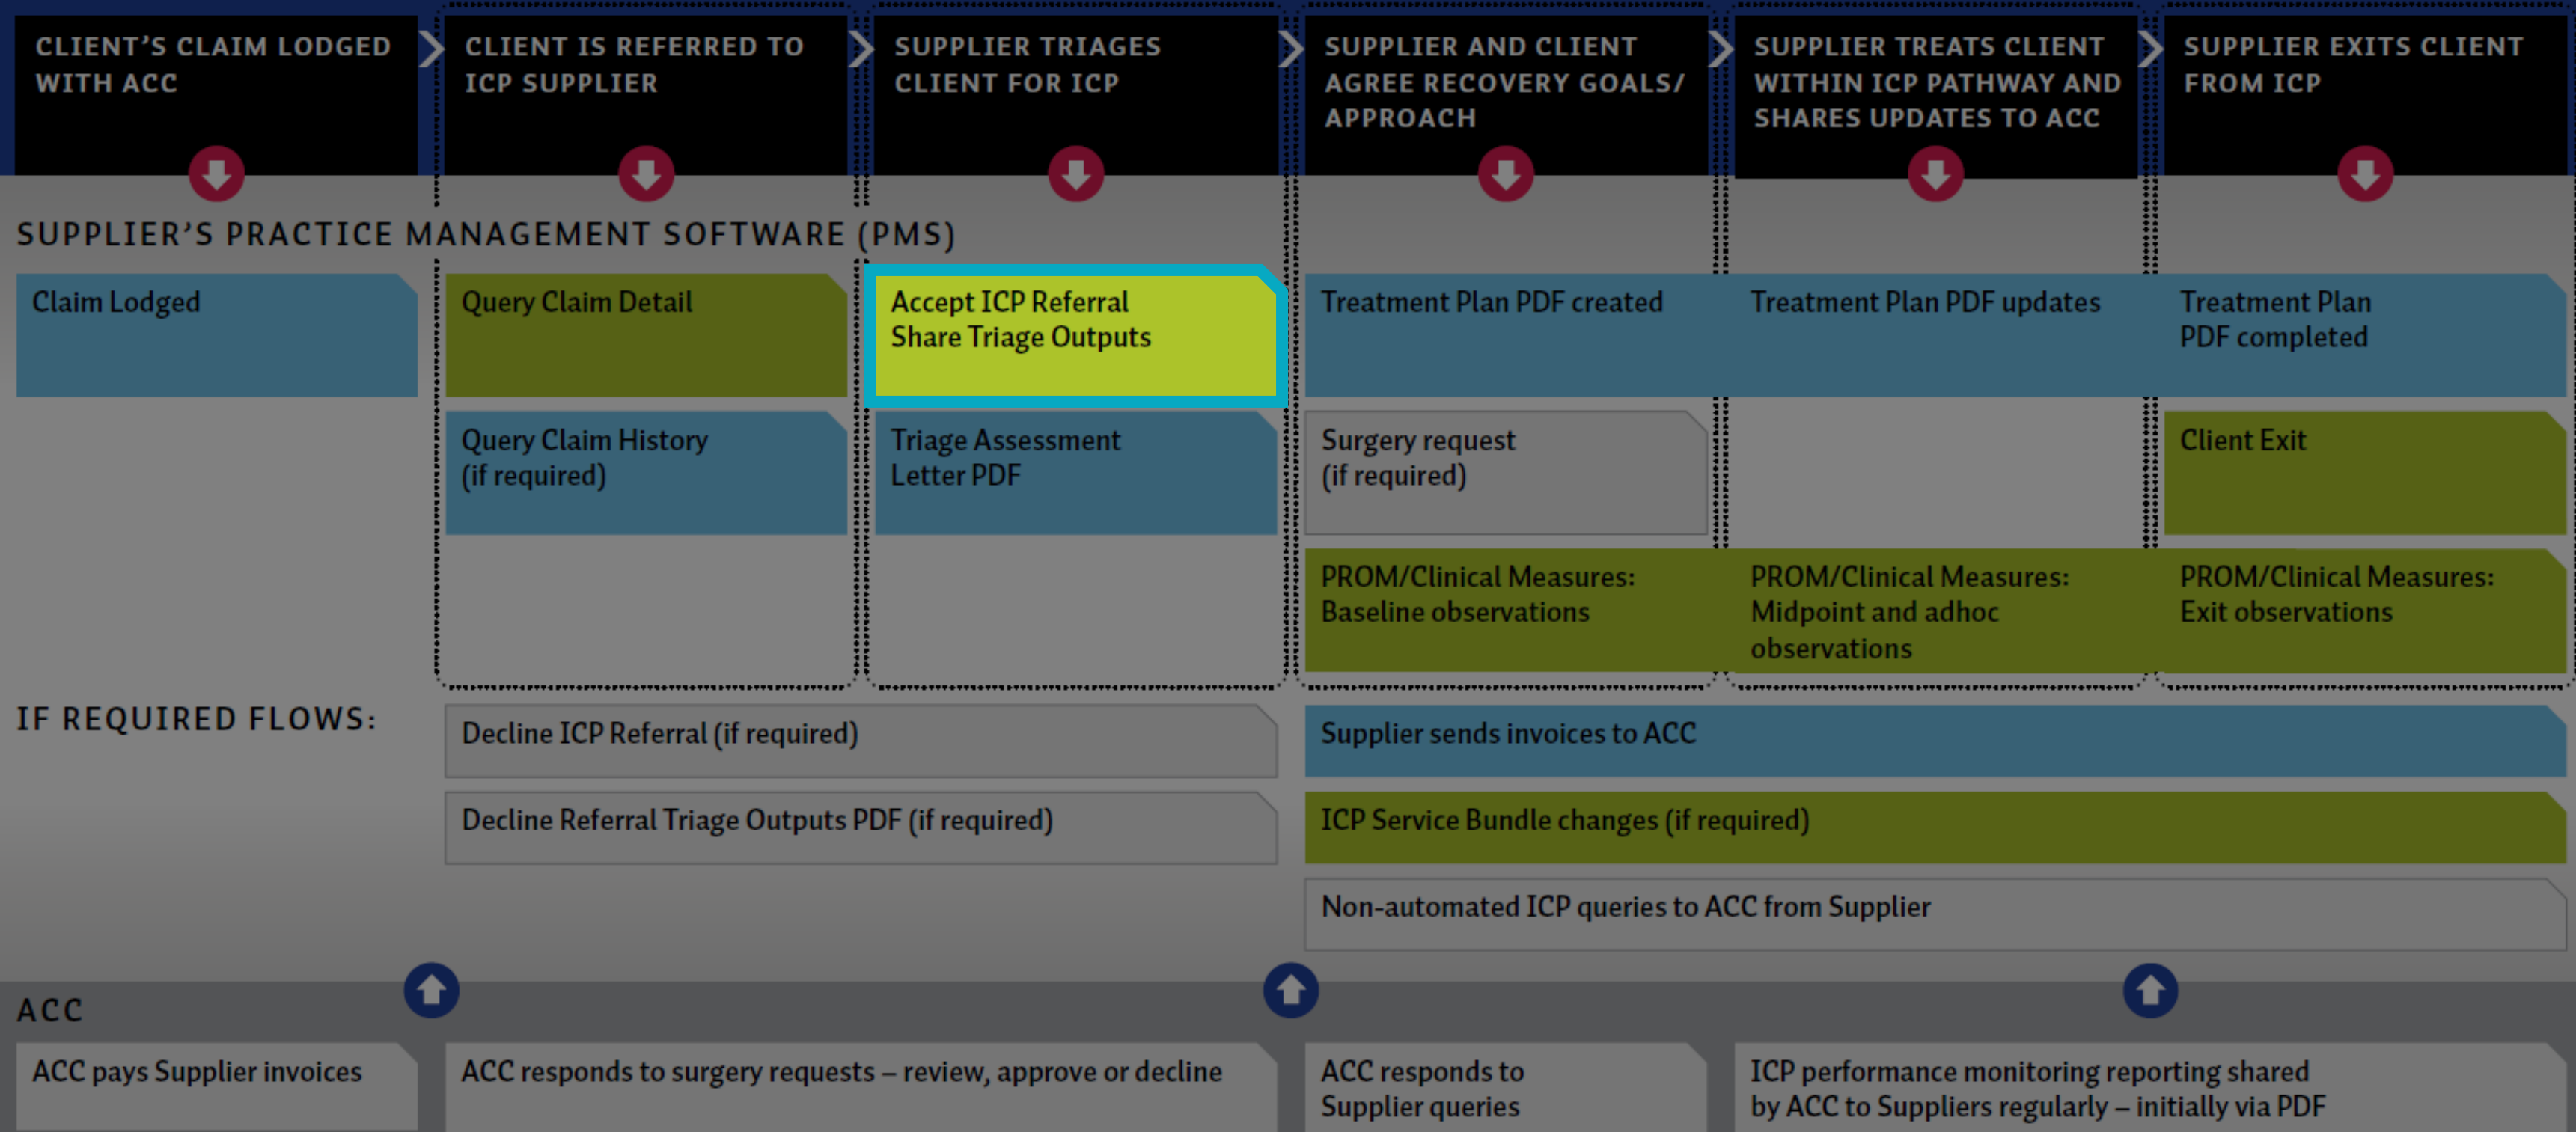 CLIENT'S CLAIM LODGED
WITH ACC
CLIENT IS REFERRED TO
ICP SUPPLIER
SUPPLIER TRIAGES
CLIENT FOR ICP
SUPPLIER AND CLIENT
AGREE RECOVERY GOALS/
APPROACH
SUPPLIER TREATS CLIENT
WITHIN ICP PATHWAY AND
SHARES UPDATES TO ACC
SUPPLIER EXITS CLIENT
FROM ICP
SUPPLIER'S PRACTICE MANAGEMENT SOFTWARE (PMS)
Claim Lodged
Query Claim Detail
Accept ICP Referral
Share Triage Outputs
Treatment Plan PDF created
Treatment Plan PDF updates
Treatment Plan
PDF completed
Query Claim History
(if required)
Triage Assessment
Letter PDF
Surgery request
(if required)
Client Exit
PROM/Clinical Measures:
Baseline observations
PROM/Clinical Measures:
Midpoint and adhoc
observations
PROM/Clinical Measures:
Exit observations
IF REQUIRED FLOWS:
Decline ICP Referral (if required)
Supplier sends invoices to ACC
Decline Referral Triage Outputs PDF (if required)
ICP Service Bundle changes (if required)
Non-automated ICP queries to ACC from Supplier
ACC
ACC pays Supplier invoices
ACC responds to surgery requests – review, approve or decline
ACC responds to
Supplier queries
ICP performance monitoring reporting shared
by ACC to Suppliers regularly – initially via PDF